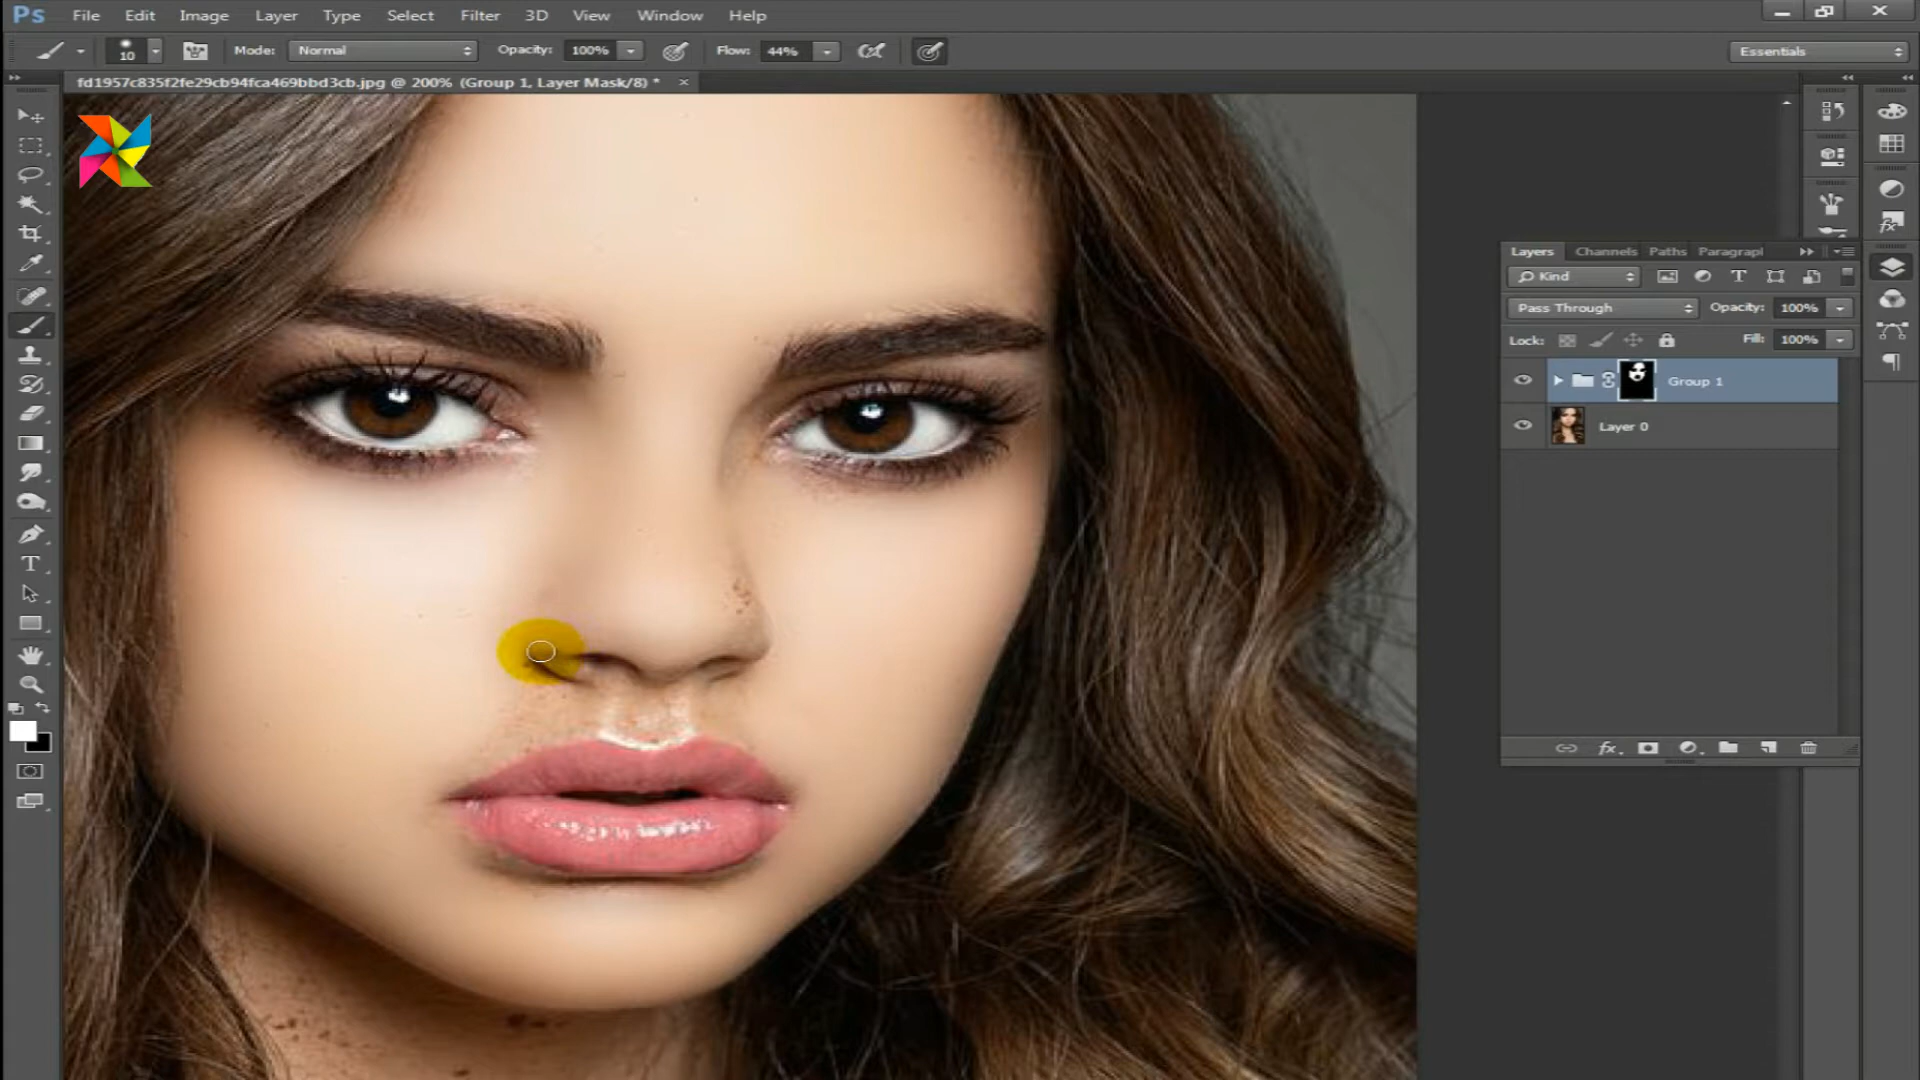 Ps File Edit Image Layer Type Select Filter 3D View Window Help
10 Mode: Normal Opacity: 100% Flow: 44% Essentials
fd1957c835f2fe29cb94fca469bbd3cb.jpg @ 200% (Group 1, Layer Mask/8) *
Layers Channels Paths Paragrapl
Kind
Pass Through Opacity: 100%
Lock: Fill: 100%
Group 1
Layer 0